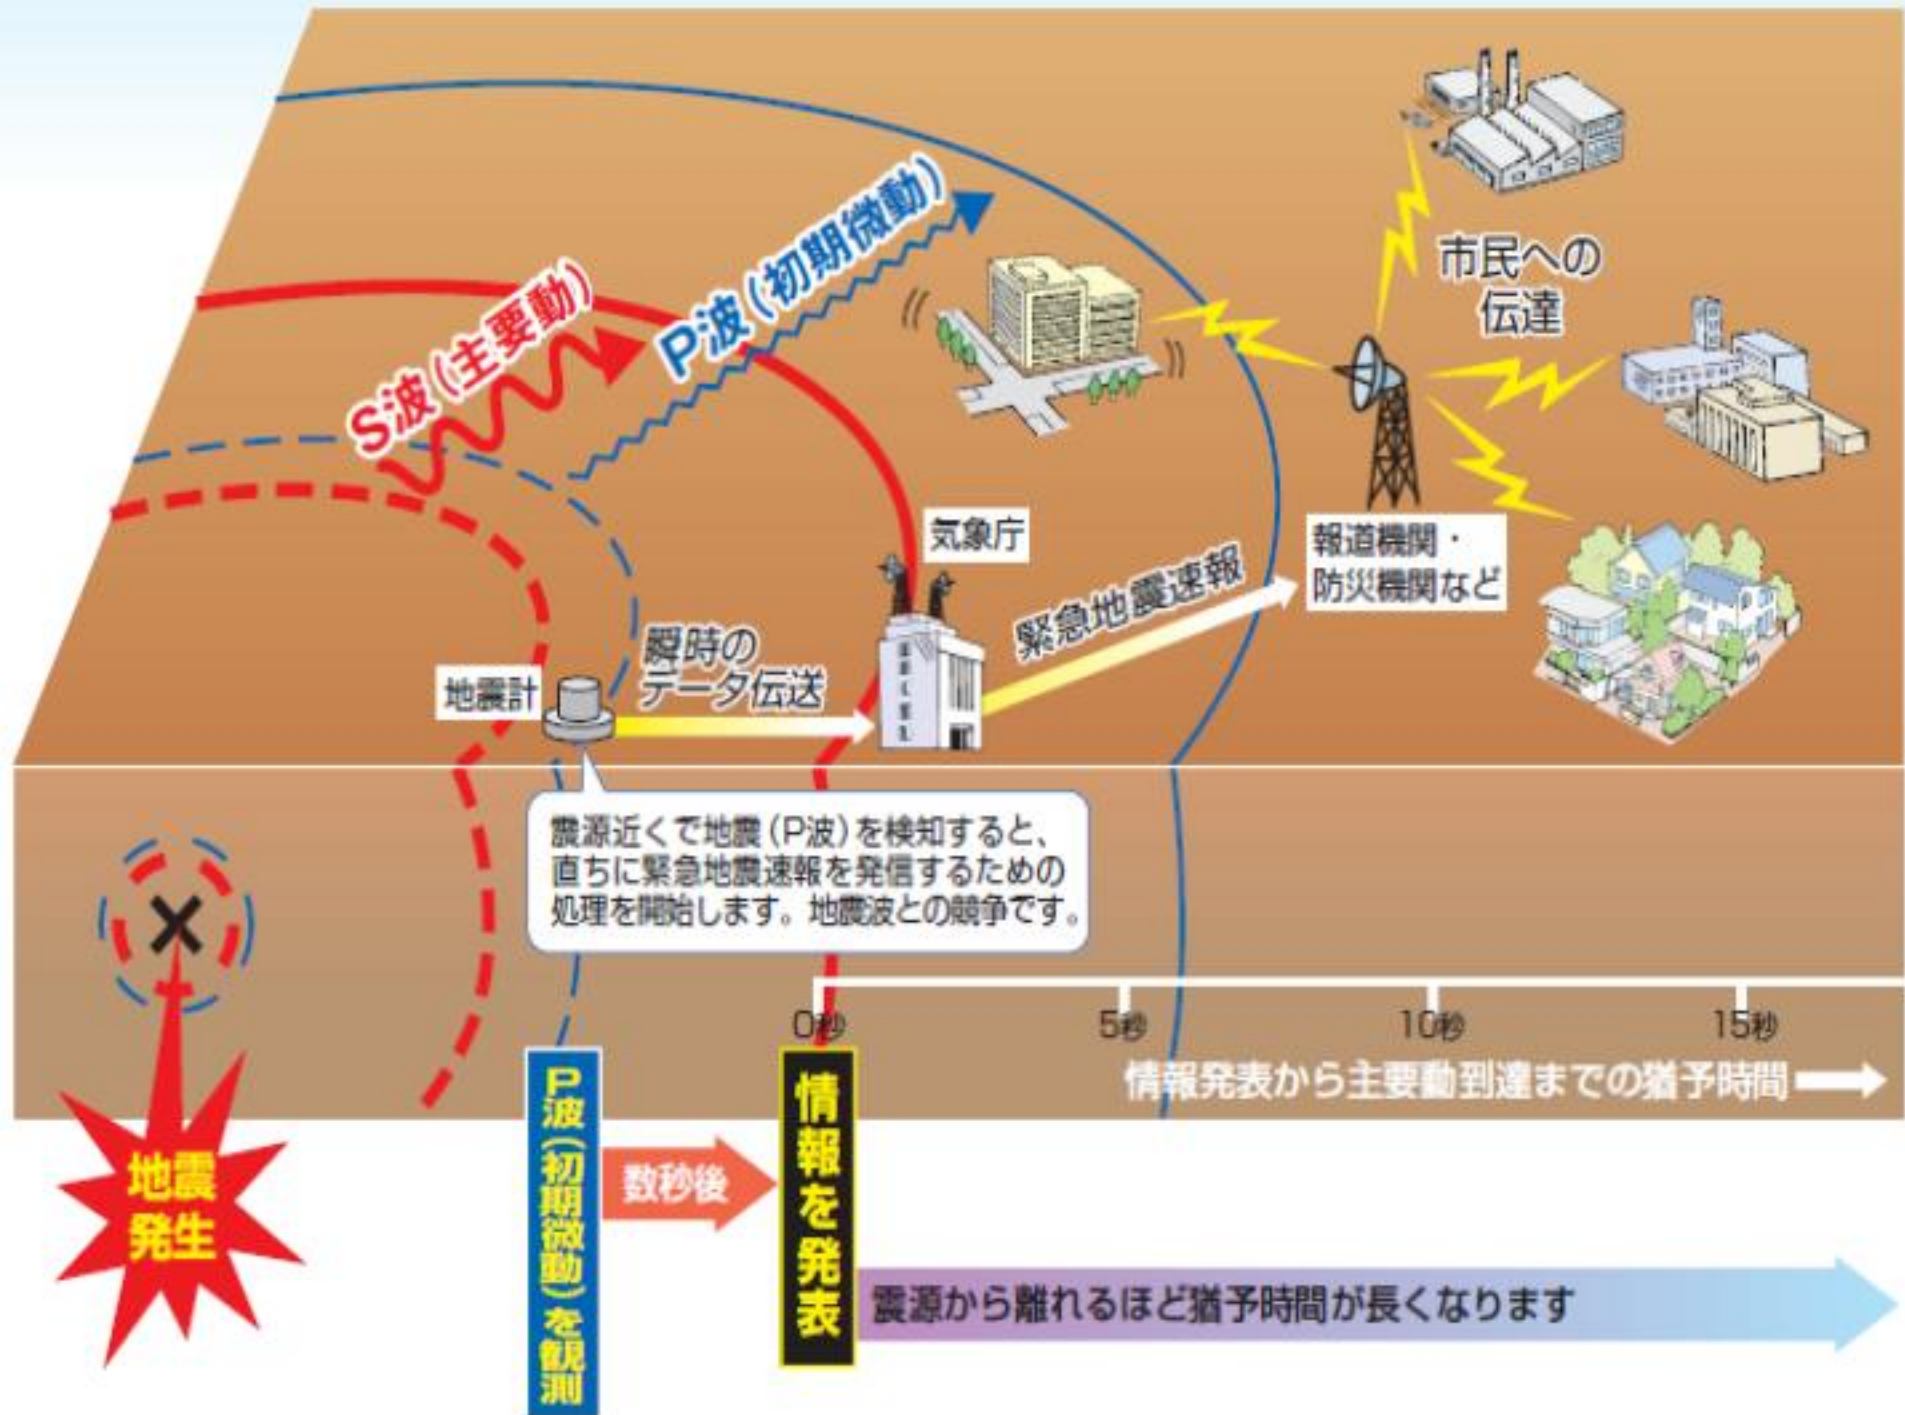 P波(初期微動)
S波(主要動)
市民への
伝達
気象庁
報道機関・
防災機関など
緊急地震速報
瞬時の
データ伝送
地震計
震源近くで地震(P波)を検知すると、
直ちに緊急地震速報を発信するための
処理を開始します。地震波との競争です。
0秒
5秒
10秒
15秒
情報発表から主要動到達までの猶予時間
地震
発生
P波(初期微動)を観測
数秒後
情報を発表
震源から離れるほど猶予時間が長くなります